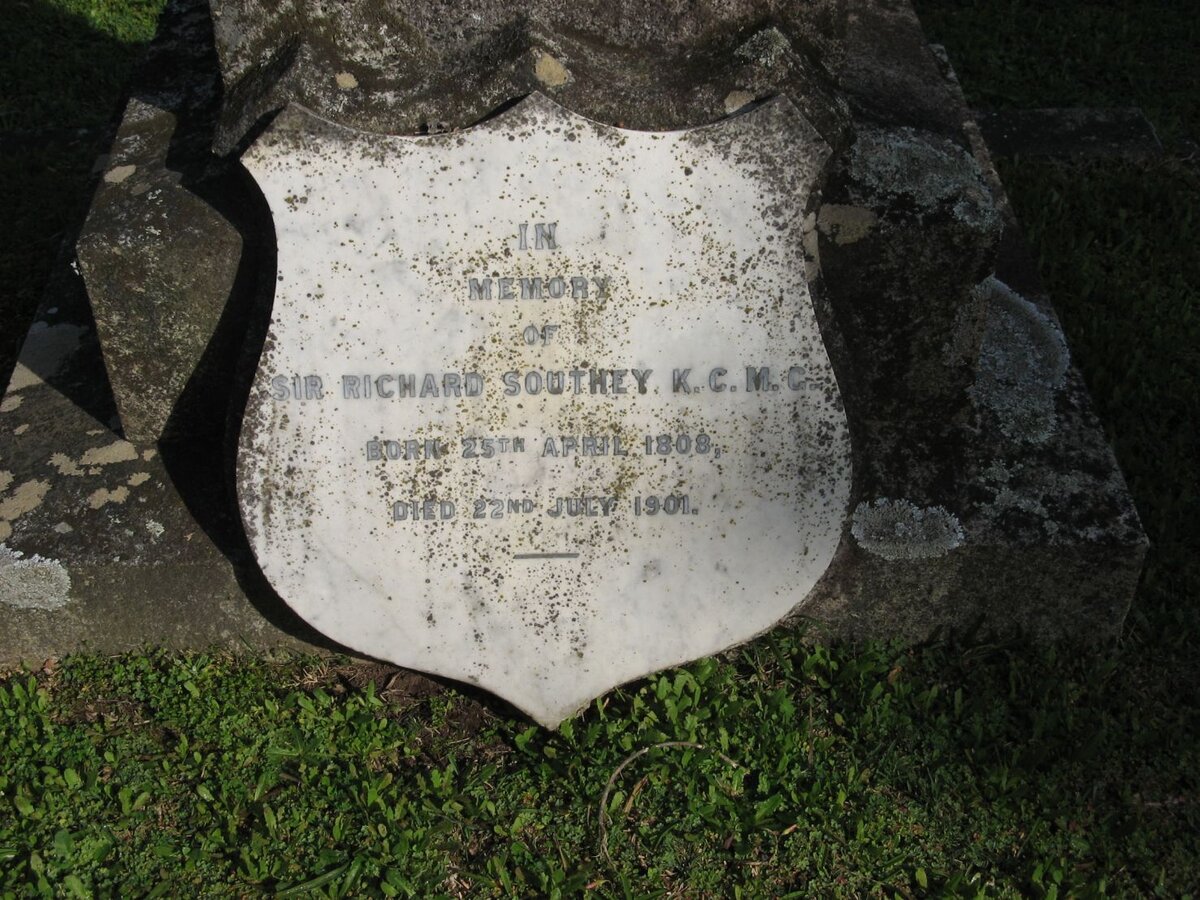 IN
MEMORY
OF
SIR RICHARD SOUTHEY. K.C.M.G.
BORN 25TH APRIL 1808,
DIED 22ND JULY 1901.